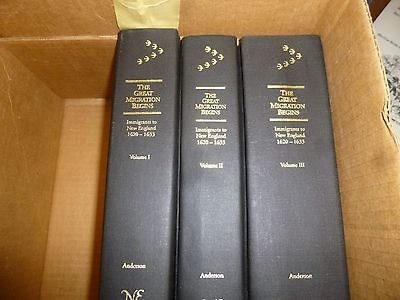 THE
GREAT
MIGRATION
BEGINS
Immigrants to
New England
1620 – 1633
Volume I
Anderson
THE
GREAT
MIGRATION
BEGINS
Immigrants to
New England
1620 – 1633
Volume II
Anderson
THE
GREAT
MIGRATION
BEGINS
Immigrants to
New England
1620 – 1633
Volume III
Anderson